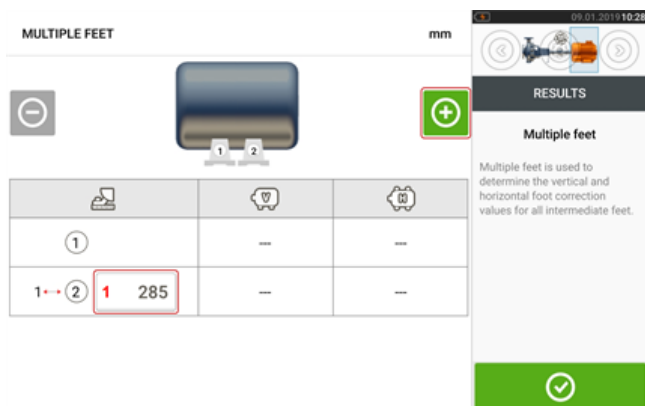 MULTIPLE FEET mm
1 2
V H
1 --- ---
1↔2 1 285 --- ---
09.01.2019 10:28
RESULTS
Multiple feet
Multiple feet is used to
determine the vertical and
horizontal foot correction
values for all intermediate feet.